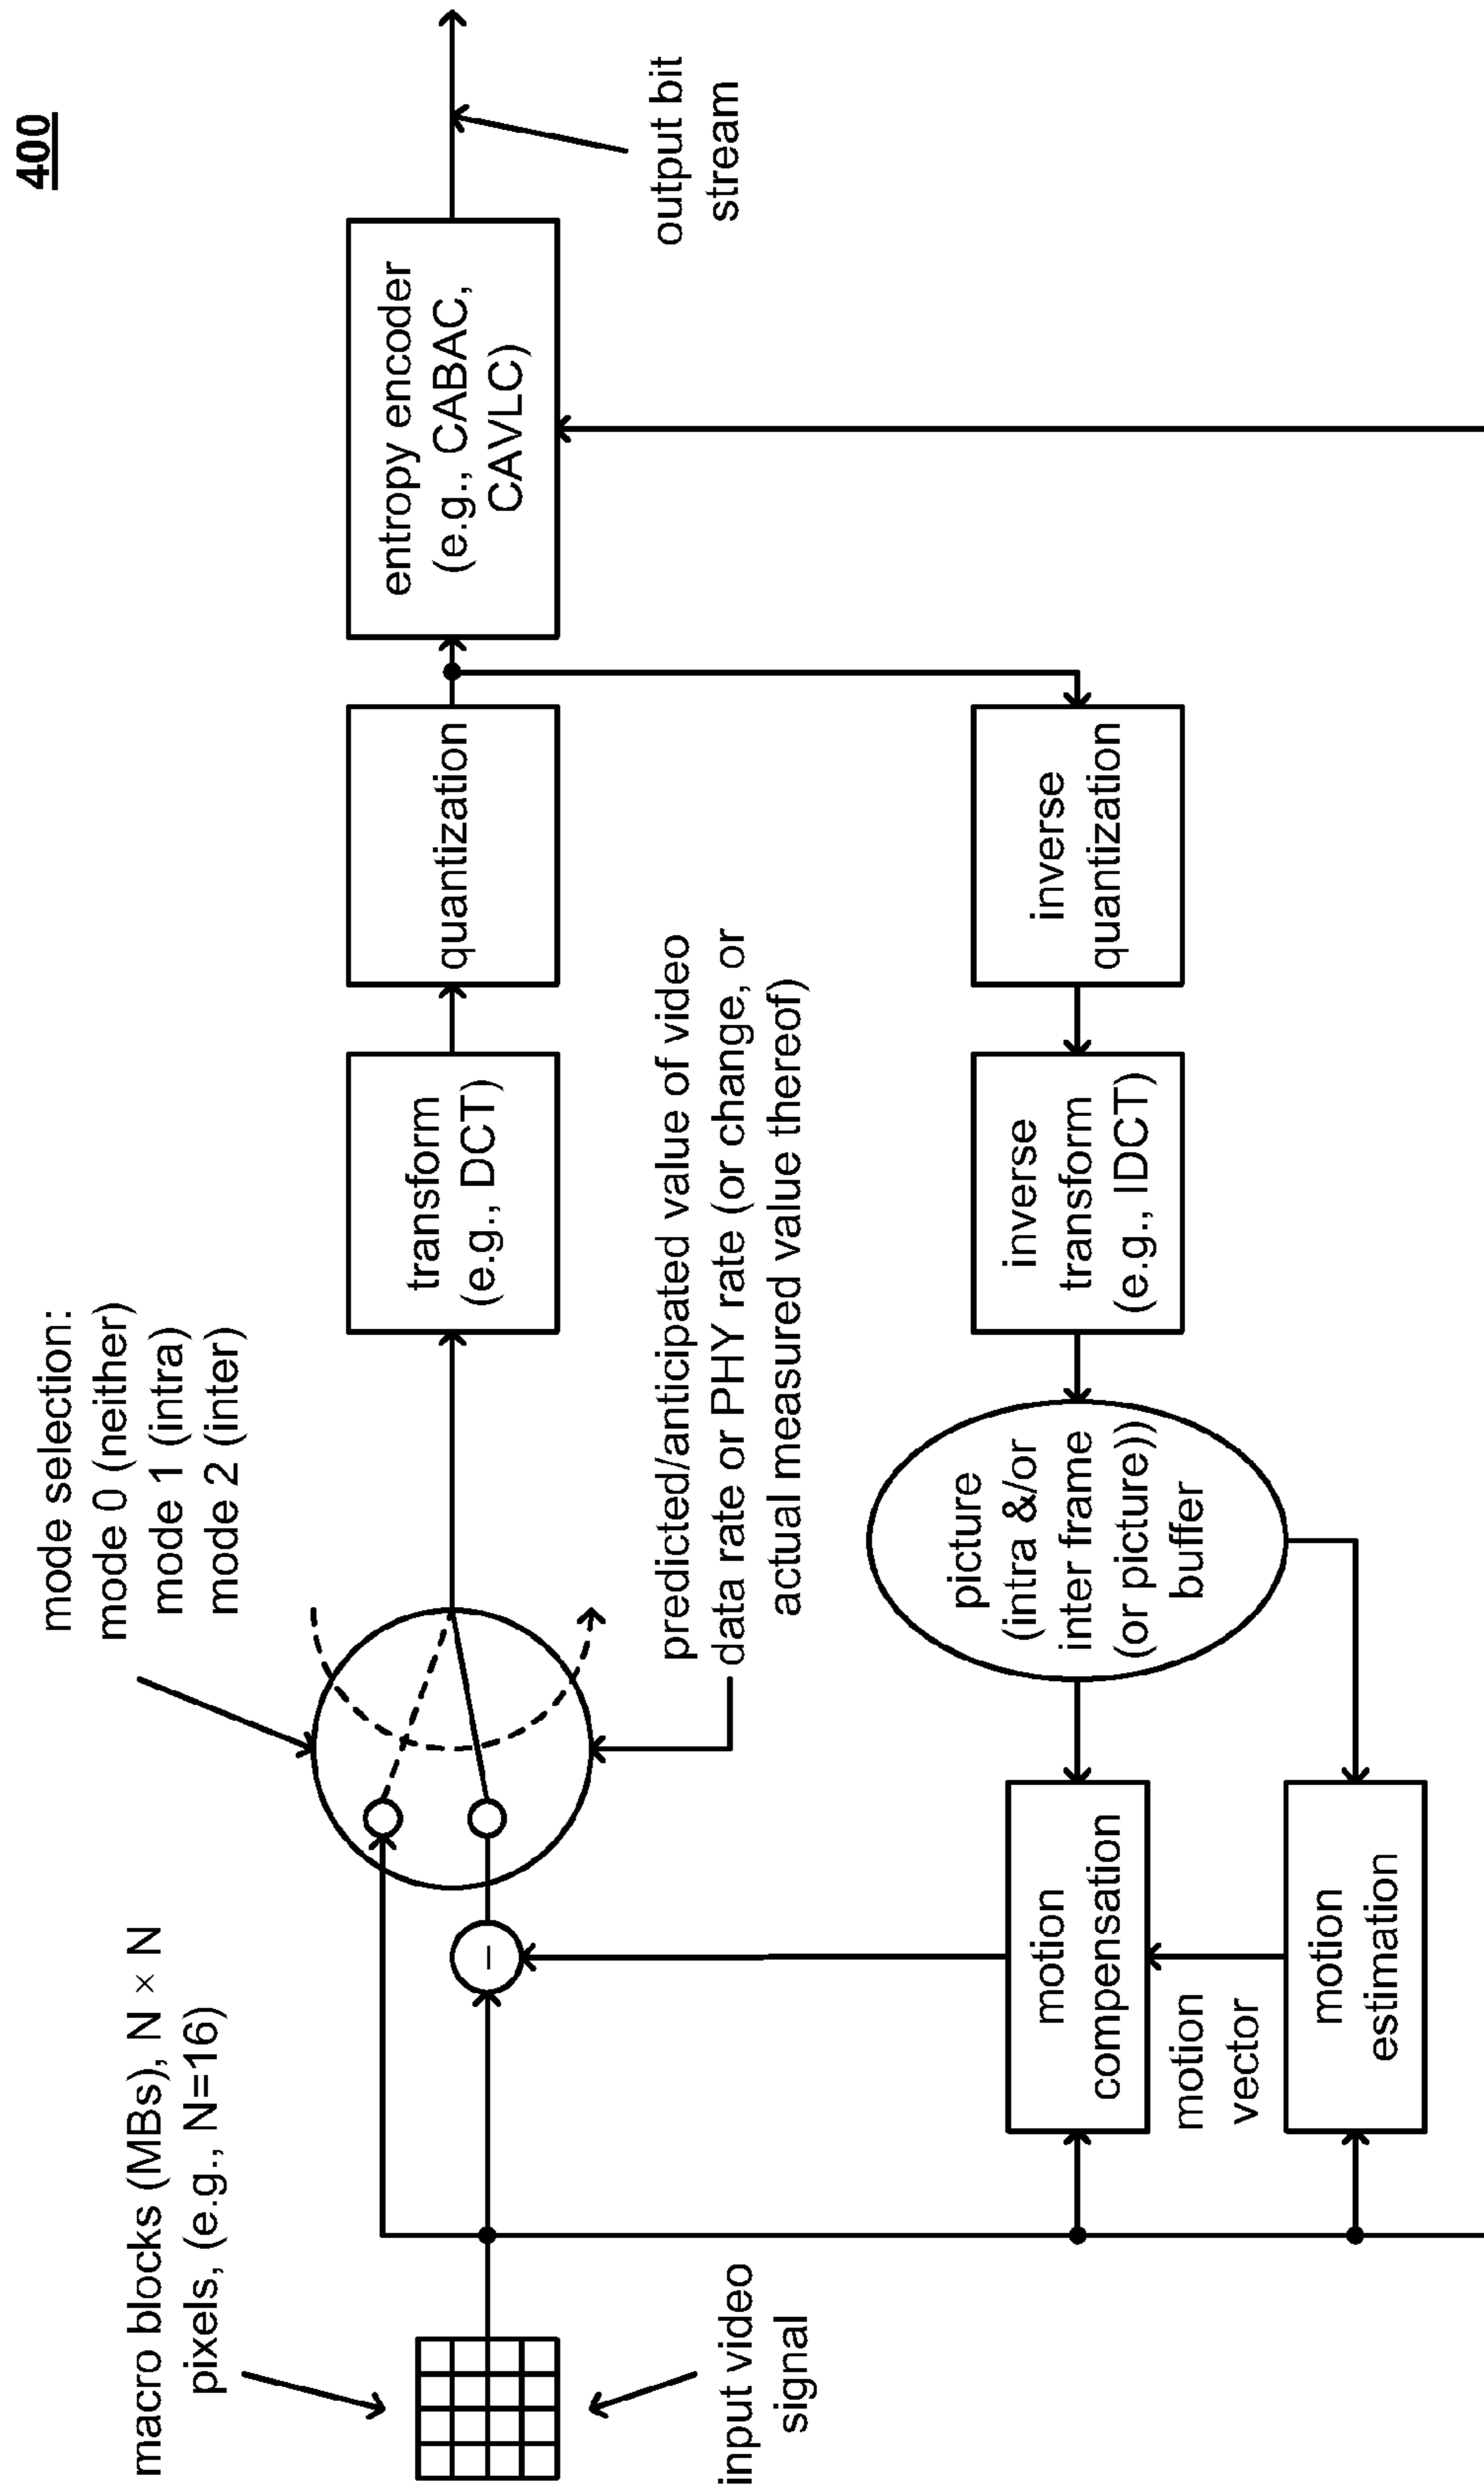 400
macro blocks (MBs), N × N
pixels, (e.g., N=16)
input video
signal
mode selection:
mode 0 (neither)
mode 1 (intra)
mode 2 (inter)
–
transform
(e.g., DCT)
quantization
entropy encoder
(e.g., CABAC,
CAVLC)
output bit
stream
predicted/anticipated value of video
data rate or PHY rate (or change, or
actual measured value thereof)
motion
compensation
motion
vector
motion
estimation
picture
(intra &/or
inter frame
(or picture))
buffer
inverse
transform
(e.g., IDCT)
inverse
quantization